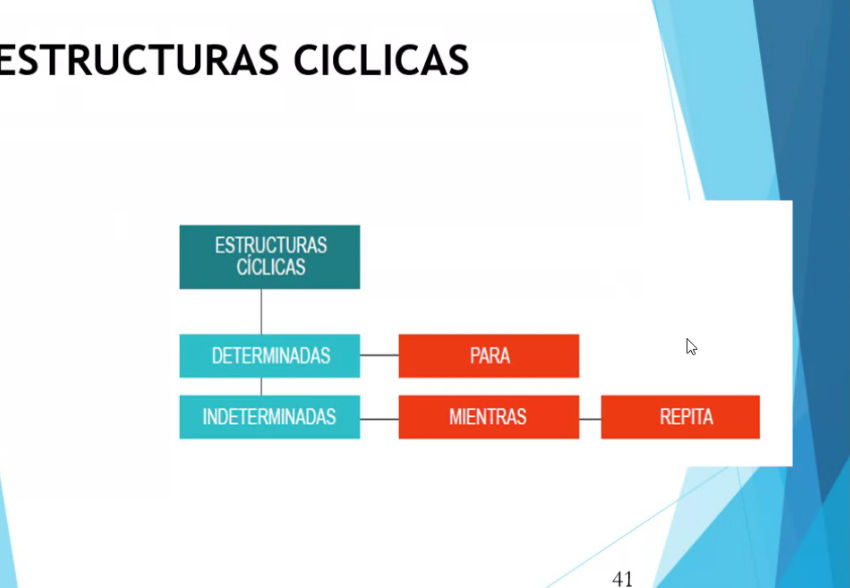 ESTRUCTURAS CICLICAS
ESTRUCTURAS
CÍCLICAS
DETERMINADAS
PARA
INDETERMINADAS
MIENTRAS
REPITA
41